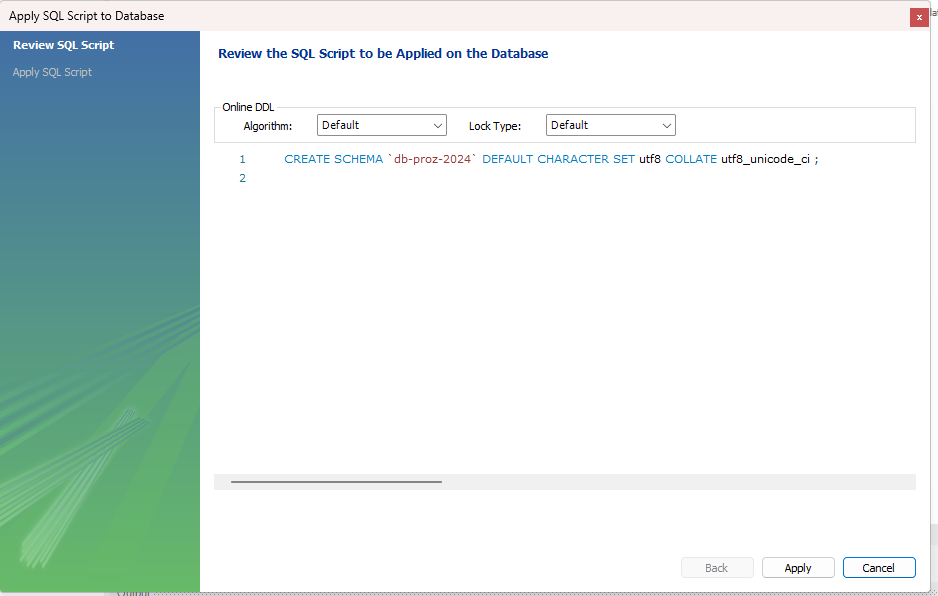 Apply SQL Script to Database
x
Review SQL Script
Apply SQL Script
Review the SQL Script to be Applied on the Database
Online DDL
Algorithm: Default Lock Type: Default
1 CREATE SCHEMA `db-proz-2024` DEFAULT CHARACTER SET utf8 COLLATE utf8_unicode_ci ;
2
Back Apply Cancel